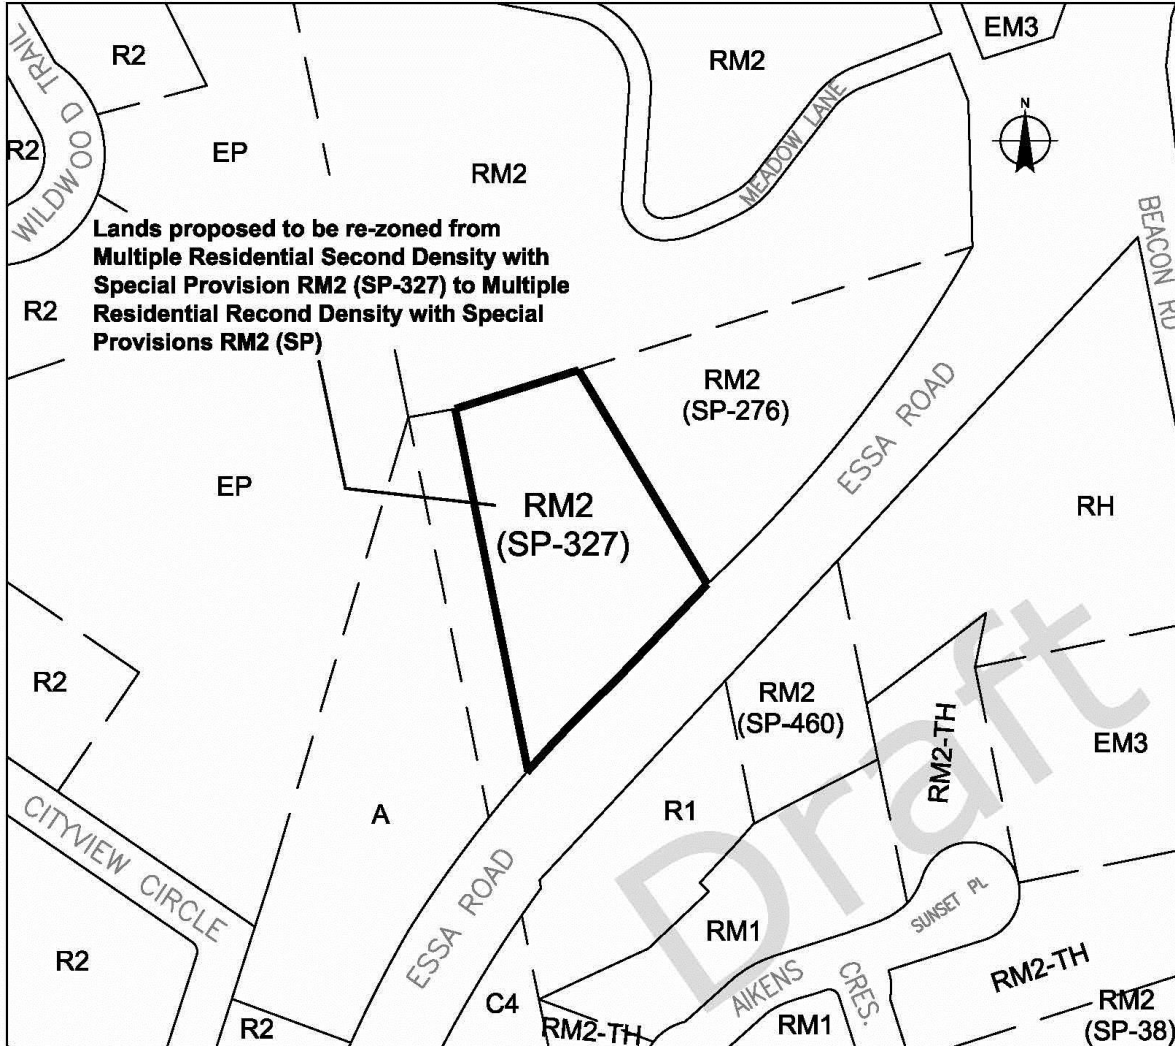 R2
EM3
RM2
WILDWOOD TRAIL
N
R2
EP
MEADOW LANE
RM2
BEACON RD
Lands proposed to be re-zoned from
Multiple Residential Second Density with
Special Provision RM2 (SP-327) to Multiple
Residential Recond Density with Special
Provisions RM2 (SP)
R2
RM2
(SP-276)
ESSA ROAD
EP
RM2
(SP-327)
RH
R2
RM2
(SP-460)
RM2-TH
EM3
Draft
CITYVIEW CIRCLE
A
R1
ESSA ROAD
SUNSET PL
RM1
R2
AIKENS
CRES.
RM2-TH
C4
R2
RM2-TH
RM1
RM2
(SP-38)